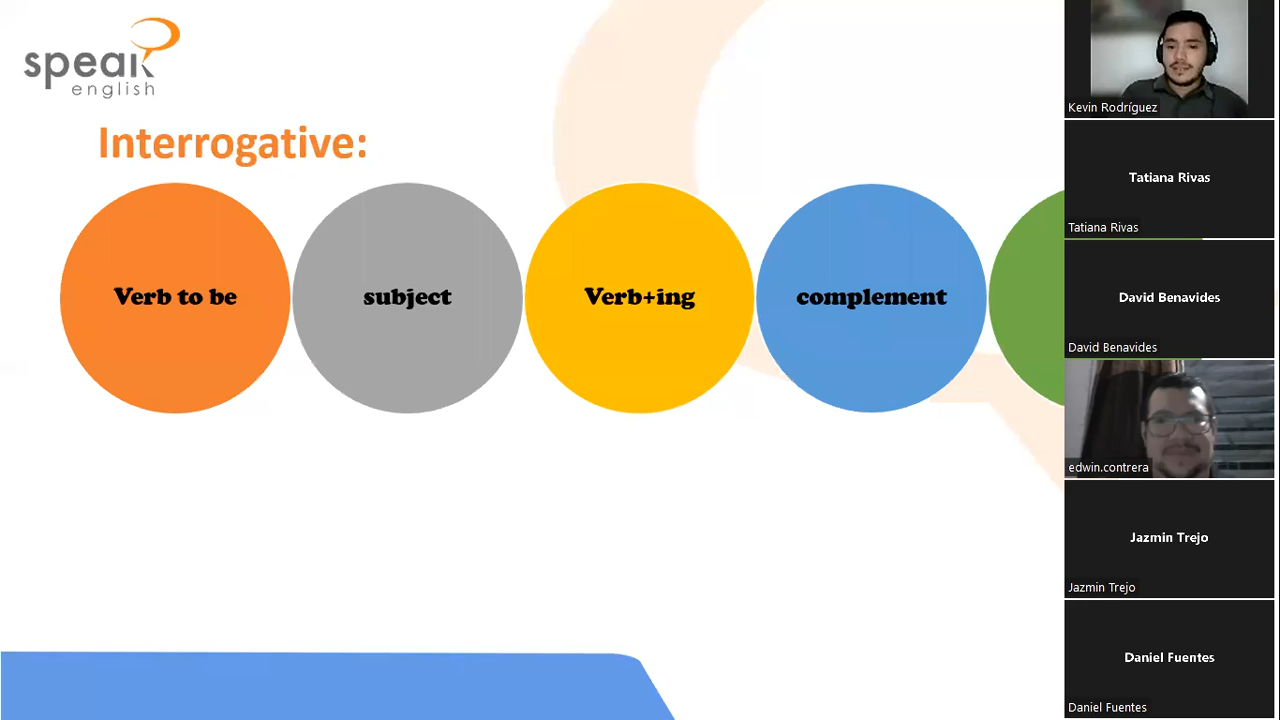 speak
english
Interrogative:
Verb to be
subject
Verb+ing
complement
Kevin Rodríguez
Tatiana Rivas
Tatiana Rivas
David Benavides
David Benavides
edwin.contrera
Jazmin Trejo
Jazmin Trejo
Daniel Fuentes
Daniel Fuentes